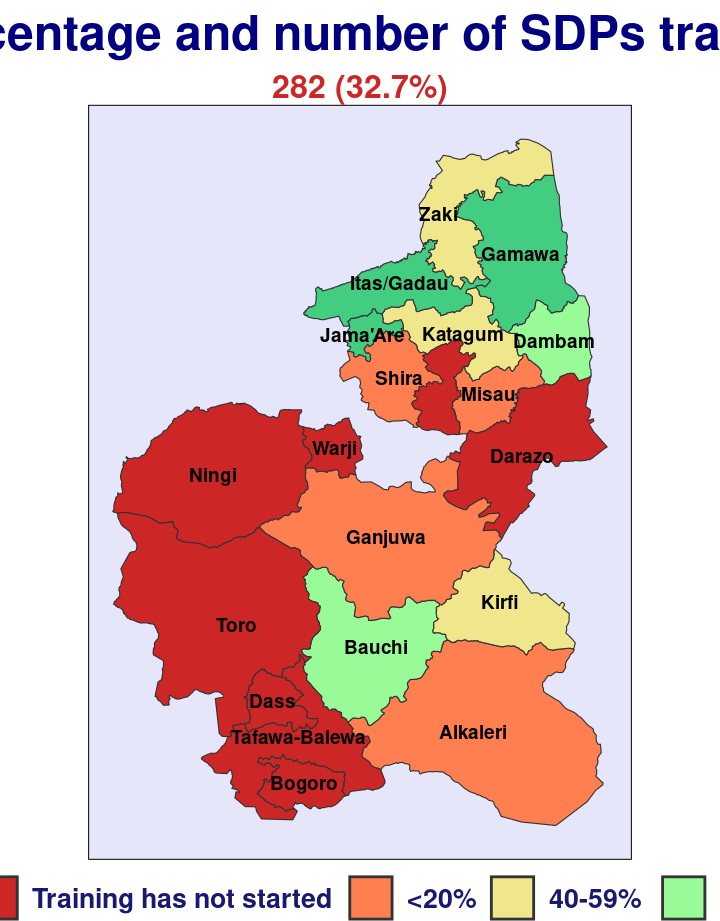 centage and number of SDPs tra
282 (32.7%)
Zaki
Gamawa
Itas/Gadau
Jama'Are
Katagum
Dambam
Shira
Misau
Warji
Darazo
Ningi
Ganjuwa
Kirfi
Toro
Bauchi
Dass
Alkaleri
Tafawa-Balewa
Bogoro
Training has not started <20% 40-59%